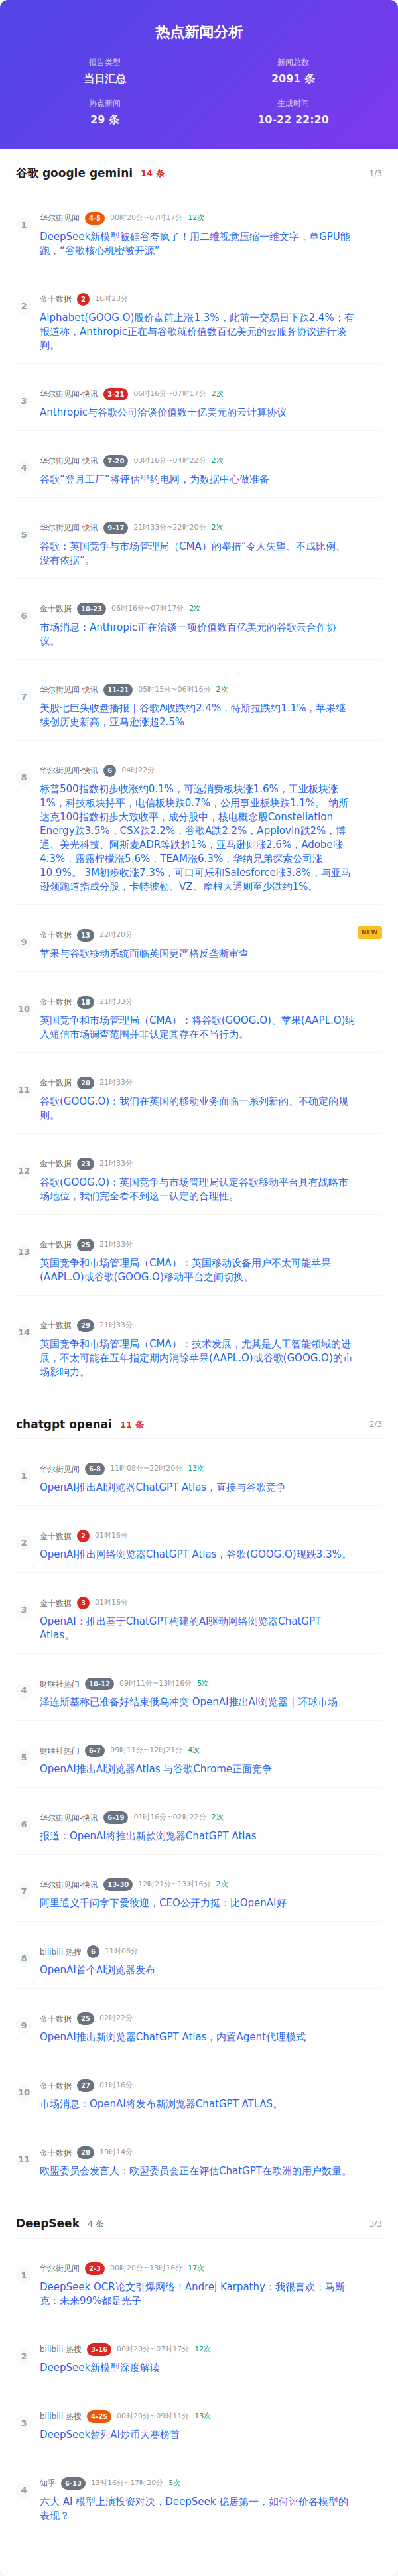 热点新闻分析
报告类型
当日汇总
新闻总数
2091 条
热点新闻
29 条
生成时间
10-22 22:20
谷歌 google gemini 14 条 1/3
1
华尔街见闻 4-5 00时20分~07时17分 12次
DeepSeek新模型被硅谷夸疯了！用二维视觉压缩一维文字，单GPU能
跑，“谷歌核心机密被开源”
2
金十数据 2 16时23分
Alphabet(GOOG.O)股价盘前上涨1.3%，此前一交易日下跌2.4%；有
报道称，Anthropic正在与谷歌就价值数百亿美元的云服务协议进行谈
判。
3
华尔街见闻-快讯 3-21 06时16分~07时17分 2次
Anthropic与谷歌公司洽谈价值数十亿美元的云计算协议
4
华尔街见闻-快讯 7-20 03时16分~04时22分 2次
谷歌“登月工厂”将评估里约电网，为数据中心做准备
5
华尔街见闻-快讯 9-17 21时33分~22时20分 2次
谷歌：英国竞争与市场管理局（CMA）的举措“令人失望、不成比例、
没有依据”。
6
金十数据 10-23 06时16分~07时17分 2次
市场消息：Anthropic正在洽谈一项价值数百亿美元的谷歌云合作协
议。
7
华尔街见闻-快讯 11-21 05时15分~06时16分 2次
美股七巨头收盘播报｜谷歌A收跌约2.4%，特斯拉跌约1.1%，苹果继
续创历史新高，亚马逊涨超2.5%
8
华尔街见闻-快讯 6 04时22分
标普500指数初步收涨约0.1%，可选消费板块涨1.6%，工业板块涨
1%，科技板块持平，电信板块跌0.7%，公用事业板块跌1.1%。 纳斯
达克100指数初步大致收平，成分股中，核电概念股Constellation
Energy跌3.5%，CSX跌2.2%，谷歌A跌2.2%，Applovin跌2%，博
通、美光科技、阿斯麦ADR等跌超1%，亚马逊则涨2.6%，Adobe涨
4.3%，露露柠檬涨5.6%，TEAM涨6.3%，华纳兄弟探索公司涨
10.9%。 3M初步收涨7.3%，可口可乐和Salesforce涨3.8%，与亚马
逊领跑道指成分股，卡特彼勒、VZ、摩根大通则至少跌约1%。
NEW
9
金十数据 13 22时20分
苹果与谷歌移动系统面临英国更严格反垄断审查
10
金十数据 18 21时33分
英国竞争和市场管理局（CMA）：将谷歌(GOOG.O)、苹果(AAPL.O)纳
入短信市场调查范围并非认定其存在不当行为。
11
金十数据 20 21时33分
谷歌(GOOG.O)：我们在英国的移动业务面临一系列新的、不确定的规
则。
12
金十数据 23 21时33分
谷歌(GOOG.O)：英国竞争与市场管理局认定谷歌移动平台具有战略市
场地位，我们完全看不到这一认定的合理性。
13
金十数据 25 21时33分
英国竞争和市场管理局（CMA）：英国移动设备用户不太可能苹果
(AAPL.O)或谷歌(GOOG.O)移动平台之间切换。
14
金十数据 29 21时33分
英国竞争和市场管理局（CMA）：技术发展，尤其是人工智能领域的进
展，不太可能在五年指定期内消除苹果(AAPL.O)或谷歌(GOOG.O)的市
场影响力。
chatgpt openai 11 条 2/3
1
华尔街见闻 6-8 11时08分~22时20分 13次
OpenAI推出AI浏览器ChatGPT Atlas，直接与谷歌竞争
2
金十数据 2 01时16分
OpenAI推出网络浏览器ChatGPT Atlas，谷歌(GOOG.O)现跌3.3%。
3
金十数据 3 01时16分
OpenAI：推出基于ChatGPT构建的AI驱动网络浏览器ChatGPT
Atlas。
4
财联社热门 10-12 09时11分~13时16分 5次
泽连斯基称已准备好结束俄乌冲突 OpenAI推出AI浏览器 | 环球市场
5
财联社热门 6-7 09时11分~12时21分 4次
OpenAI推出AI浏览器Atlas 与谷歌Chrome正面竞争
6
华尔街见闻-快讯 6-19 01时16分~02时22分 2次
报道：OpenAI将推出新款浏览器ChatGPT Atlas
7
华尔街见闻-快讯 13-30 12时21分~13时16分 2次
阿里通义千问拿下爱彼迎，CEO公开力挺：比OpenAI好
8
bilibili 热搜 6 11时08分
OpenAI首个AI浏览器发布
9
金十数据 25 02时22分
OpenAI推出新浏览器ChatGPT Atlas，内置Agent代理模式
10
金十数据 27 01时16分
市场消息：OpenAI将发布新浏览器ChatGPT ATLAS。
11
金十数据 28 19时14分
欧盟委员会发言人：欧盟委员会正在评估ChatGPT在欧洲的用户数量。
DeepSeek 4 条 3/3
1
华尔街见闻 2-3 00时20分~13时16分 17次
DeepSeek OCR论文引爆网络！Andrej Karpathy：我很喜欢；马斯
克：未来99%都是光子
2
bilibili 热搜 3-16 00时20分~07时17分 12次
DeepSeek新模型深度解读
3
bilibili 热搜 4-25 00时20分~09时11分 13次
DeepSeek暂列AI炒币大赛榜首
4
知乎 6-13 13时16分~17时20分 5次
六大 AI 模型上演投资对决，DeepSeek 稳居第一，如何评价各模型的
表现？